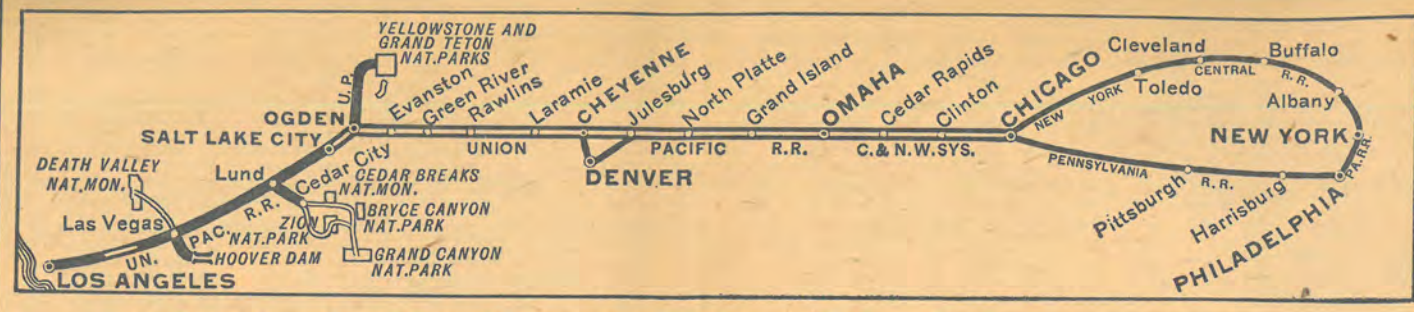 YELLOWSTONE AND
GRAND TETON
NAT.PARKS
U.P.
OGDEN
SALT LAKE CITY
Evanston
Green River
Rawlins
Laramie
CHEYENNE
Julesburg
North Platte
Grand Island
OMAHA
Cedar Rapids
Clinton
CHICAGO
UNION
PACIFIC
R.R.
C.& N.W.SYS.
DENVER
NEW
YORK
CENTRAL
R.R.
Toledo
Cleveland
Buffalo
Albany
NEW YORK
PA.R.R.
PENNSYLVANIA
R.R.
Pittsburgh
Harrisburg
PHILADELPHIA
DEATH VALLEY
NAT.MON.
Lund
Cedar City
CEDAR BREAKS
NAT.MON.
BRYCE CANYON
NAT.PARK
ZION
NAT.PARK
GRAND CANYON
NAT.PARK
Las Vegas
HOOVER DAM
UN.
PAC.
R.R.
LOS ANGELES